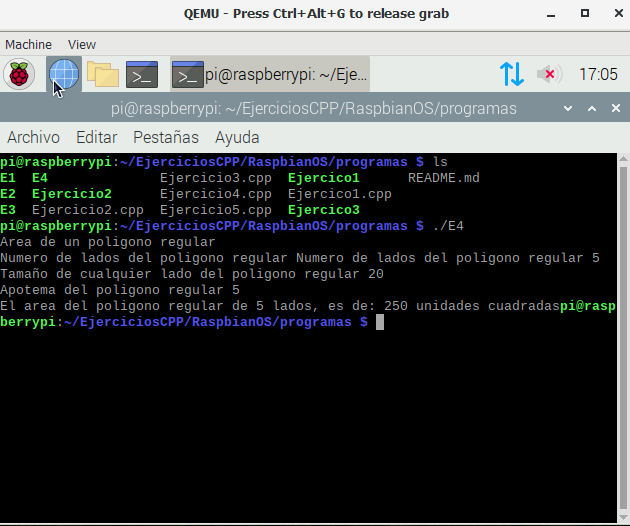 QEMU - Press Ctrl+Alt+G to release grab
Machine View
pi@raspberrypi: ~/Eje... 17:05
pi@raspberrypi: ~/EjerciciosCPP/RaspbianOS/programas
Archivo Editar Pestañas Ayuda
pi@raspberrypi:~/EjerciciosCPP/RaspbianOS/programas $ ls
E1 E4 Ejercicio3.cpp Ejercico1 README.md
E2 Ejercicio2 Ejercicio4.cpp Ejercico1.cpp
E3 Ejercicio2.cpp Ejercicio5.cpp Ejercico3
pi@raspberrypi:~/EjerciciosCPP/RaspbianOS/programas $ ./E4
Area de un poligono regular
Numero de lados del poligono regular Numero de lados del poligono regular 5
Tamaño de cualquier lado del poligono regular 20
Apotema del poligono regular 5
El area del poligono regular de 5 lados, es de: 250 unidades cuadradaspi@rasp
berrypi:~/EjerciciosCPP/RaspbianOS/programas $